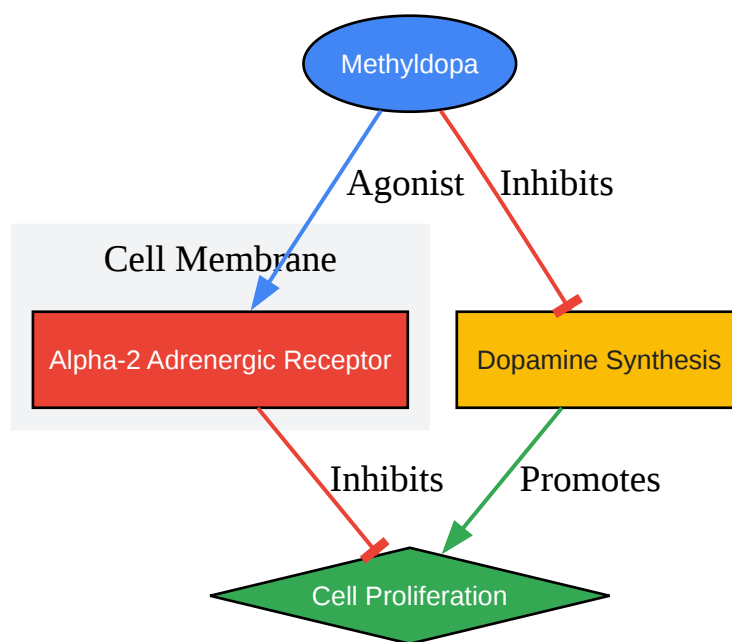 Methyldopa
Agonist
Inhibits
Cell Membrane
Alpha-2 Adrenergic Receptor
Dopamine Synthesis
Inhibits
Promotes
Cell Proliferation